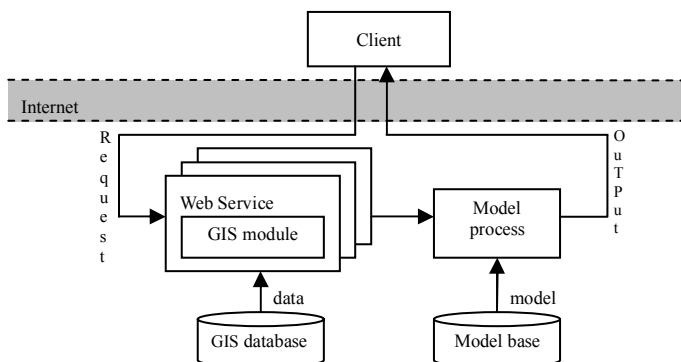 Client
Internet
Request
OuTPut
Web Service
GIS module
Model
process
data
model
GIS database
Model base